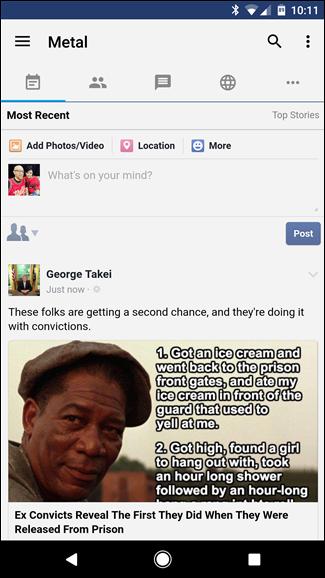 10:11
Metal
Most Recent Top Stories
Add Photos/Video Location More
What's on your mind?
Post
George Takei
Just now
These folks are getting a second chance, and they're doing it
with convictions.
1. Got an ice cream and
went back to the prison
front gates, and ate my
ice cream in front of the
guard that used to
yell at me.
2. Got high, found a girl
to hang out with, took
an hour long shower
followed by an hour-long
Ex Convicts Reveal The First They Did When They Were
Released From Prison